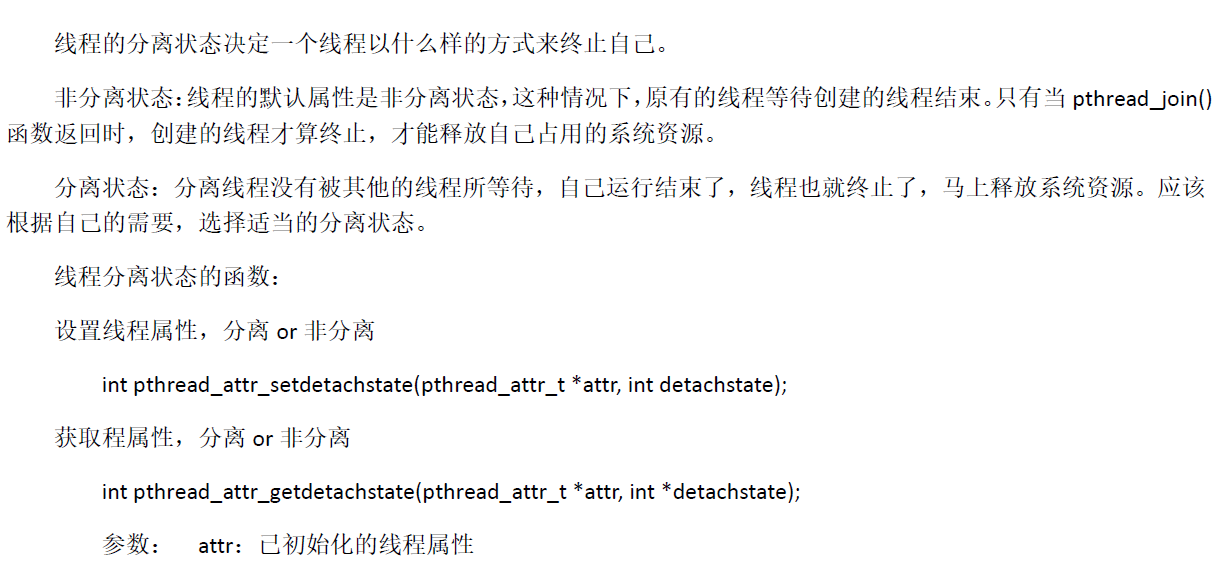 线程的分离状态决定一个线程以什么样的方式来终止自己。
非分离状态：线程的默认属性是非分离状态，这种情况下，原有的线程等待创建的线程结束。只有当 pthread_join()
函数返回时，创建的线程才算终止，才能释放自己占用的系统资源。
分离状态：分离线程没有被其他的线程所等待，自己运行结束了，线程也就终止了，马上释放系统资源。应该
根据自己的需要，选择适当的分离状态。
线程分离状态的函数：
设置线程属性，分离 or 非分离
int pthread_attr_setdetachstate(pthread_attr_t *attr, int detachstate);
获取程属性，分离 or 非分离
int pthread_attr_getdetachstate(pthread_attr_t *attr, int *detachstate);
参数： attr：已初始化的线程属性